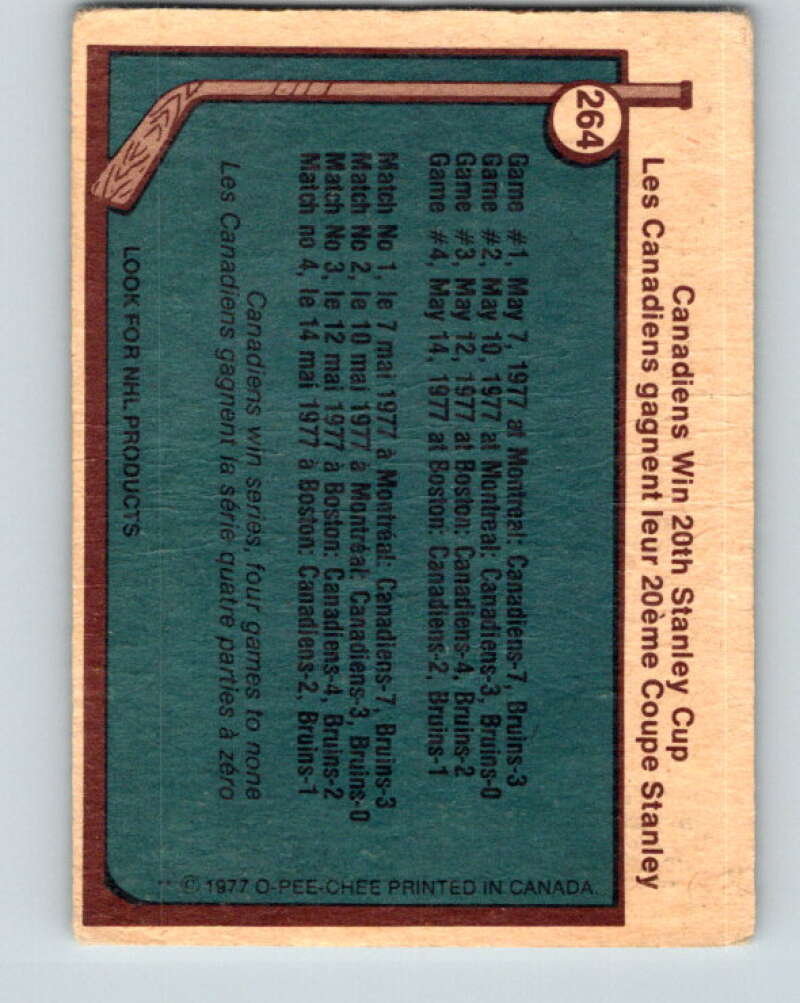 264
Canadiens Win 20th Stanley Cup
Les Canadiens gagnent leur 20ème Coupe Stanley
Game #1, May 7, 1977 at Montreal: Canadiens-7, Bruins-3
Game #2, May 10, 1977 at Montreal: Canadiens-3, Bruins-0
Game #3, May 12, 1977 at Boston: Canadiens-4, Bruins-2
Game #4, May 14, 1977 at Boston: Canadiens-2, Bruins-1
Match No 1, le 7 mai 1977 à Montréal: Canadiens-7, Bruins-3
Match No 2, le 10 mai 1977 à Montréal: Canadiens-3, Bruins-0
Match No 3, le 12 mai 1977 à Boston: Canadiens-4, Bruins-2
Match no 4, le 14 mai 1977 à Boston: Canadiens-2, Bruins-1
Canadiens win series, four games to none
Les Canadiens gagnent la série quatre parties à zéro
LOOK FOR NHL PRODUCTS
** © 1977 O-PEE-CHEE PRINTED IN CANADA.